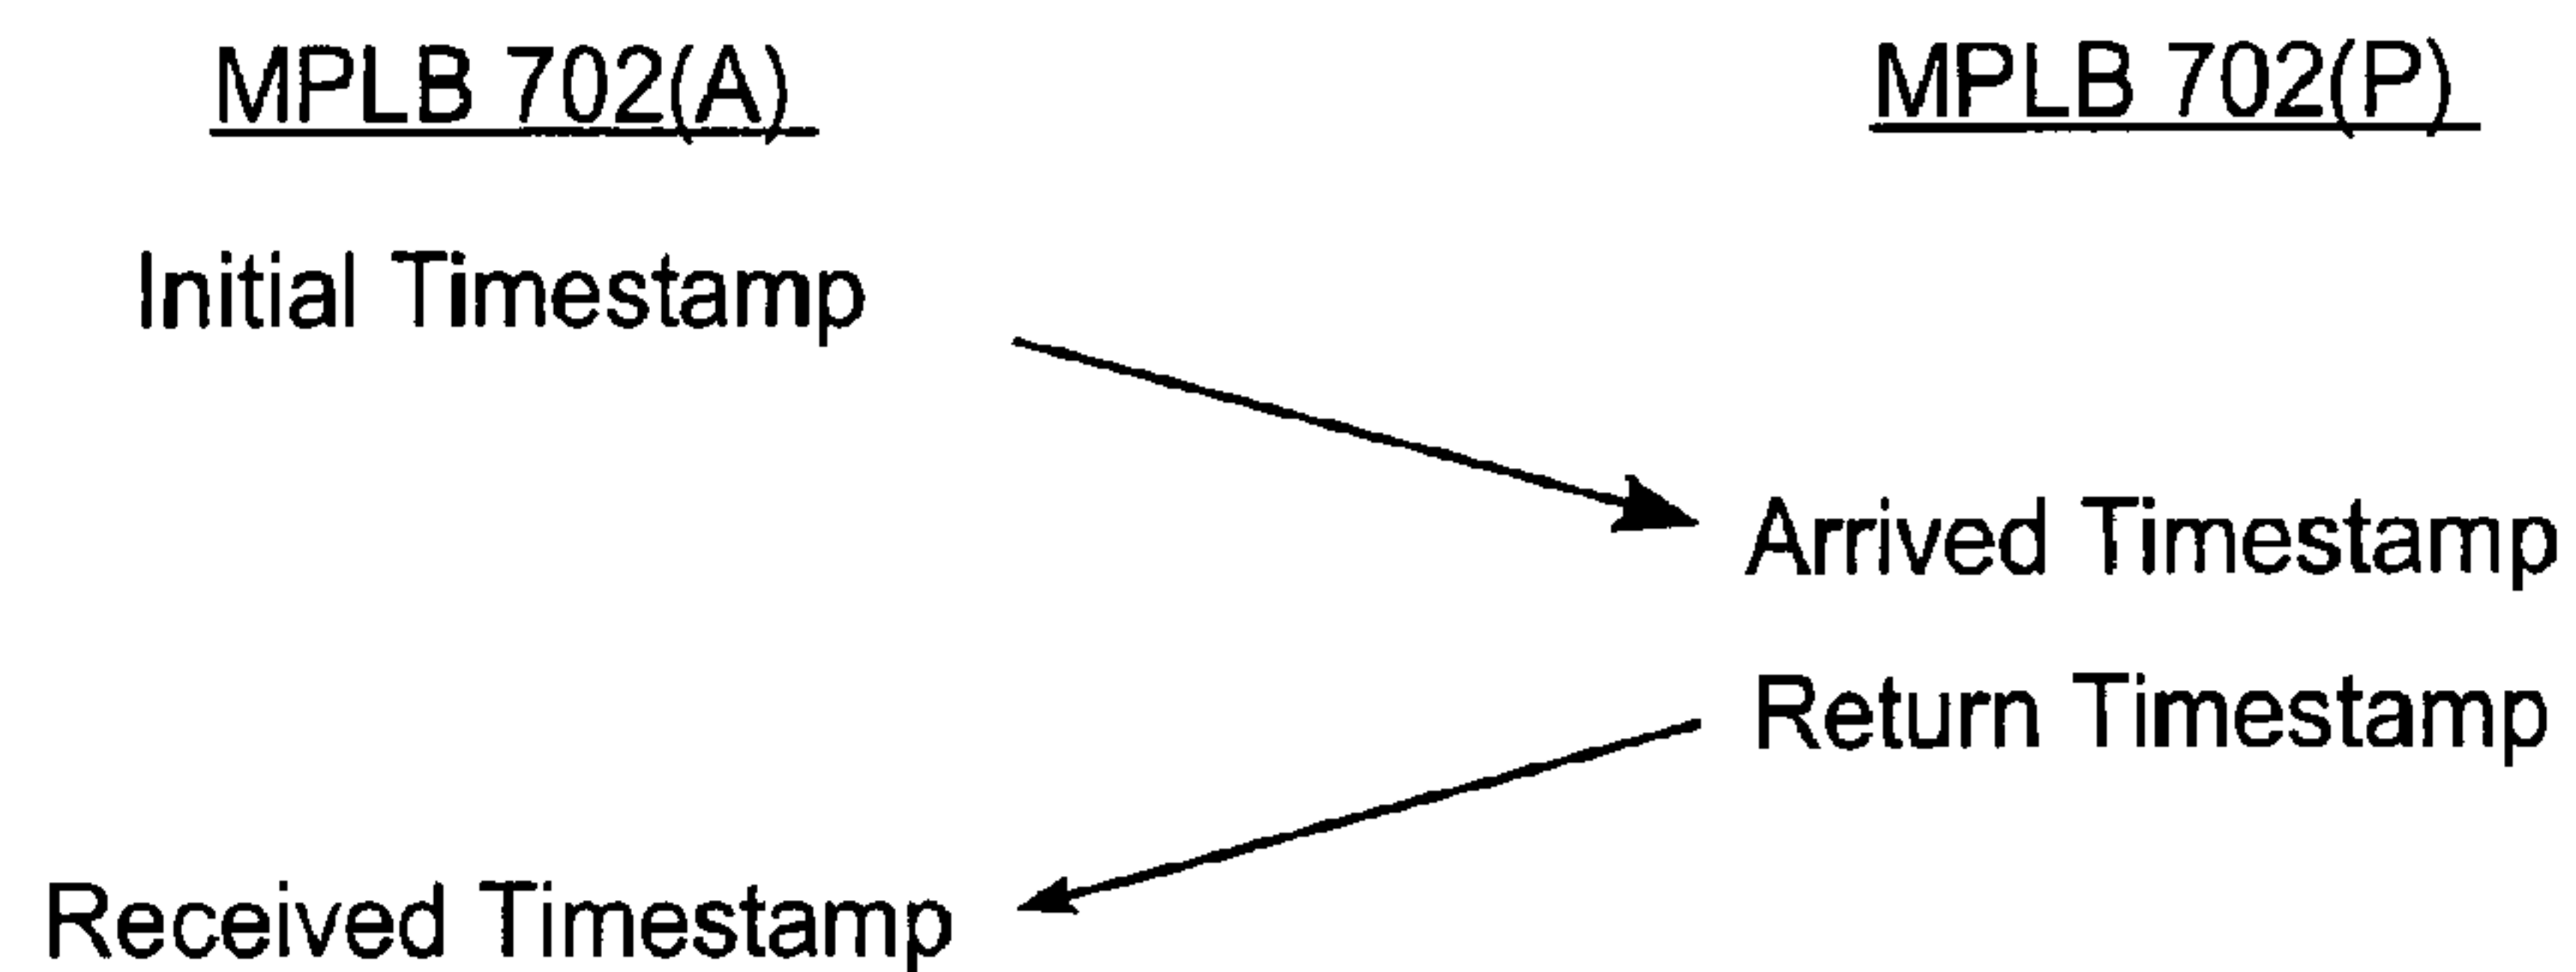 MPLB 702(A)
MPLB 702(P)
Initial Timestamp
Arrived Timestamp
Return Timestamp
Received Timestamp